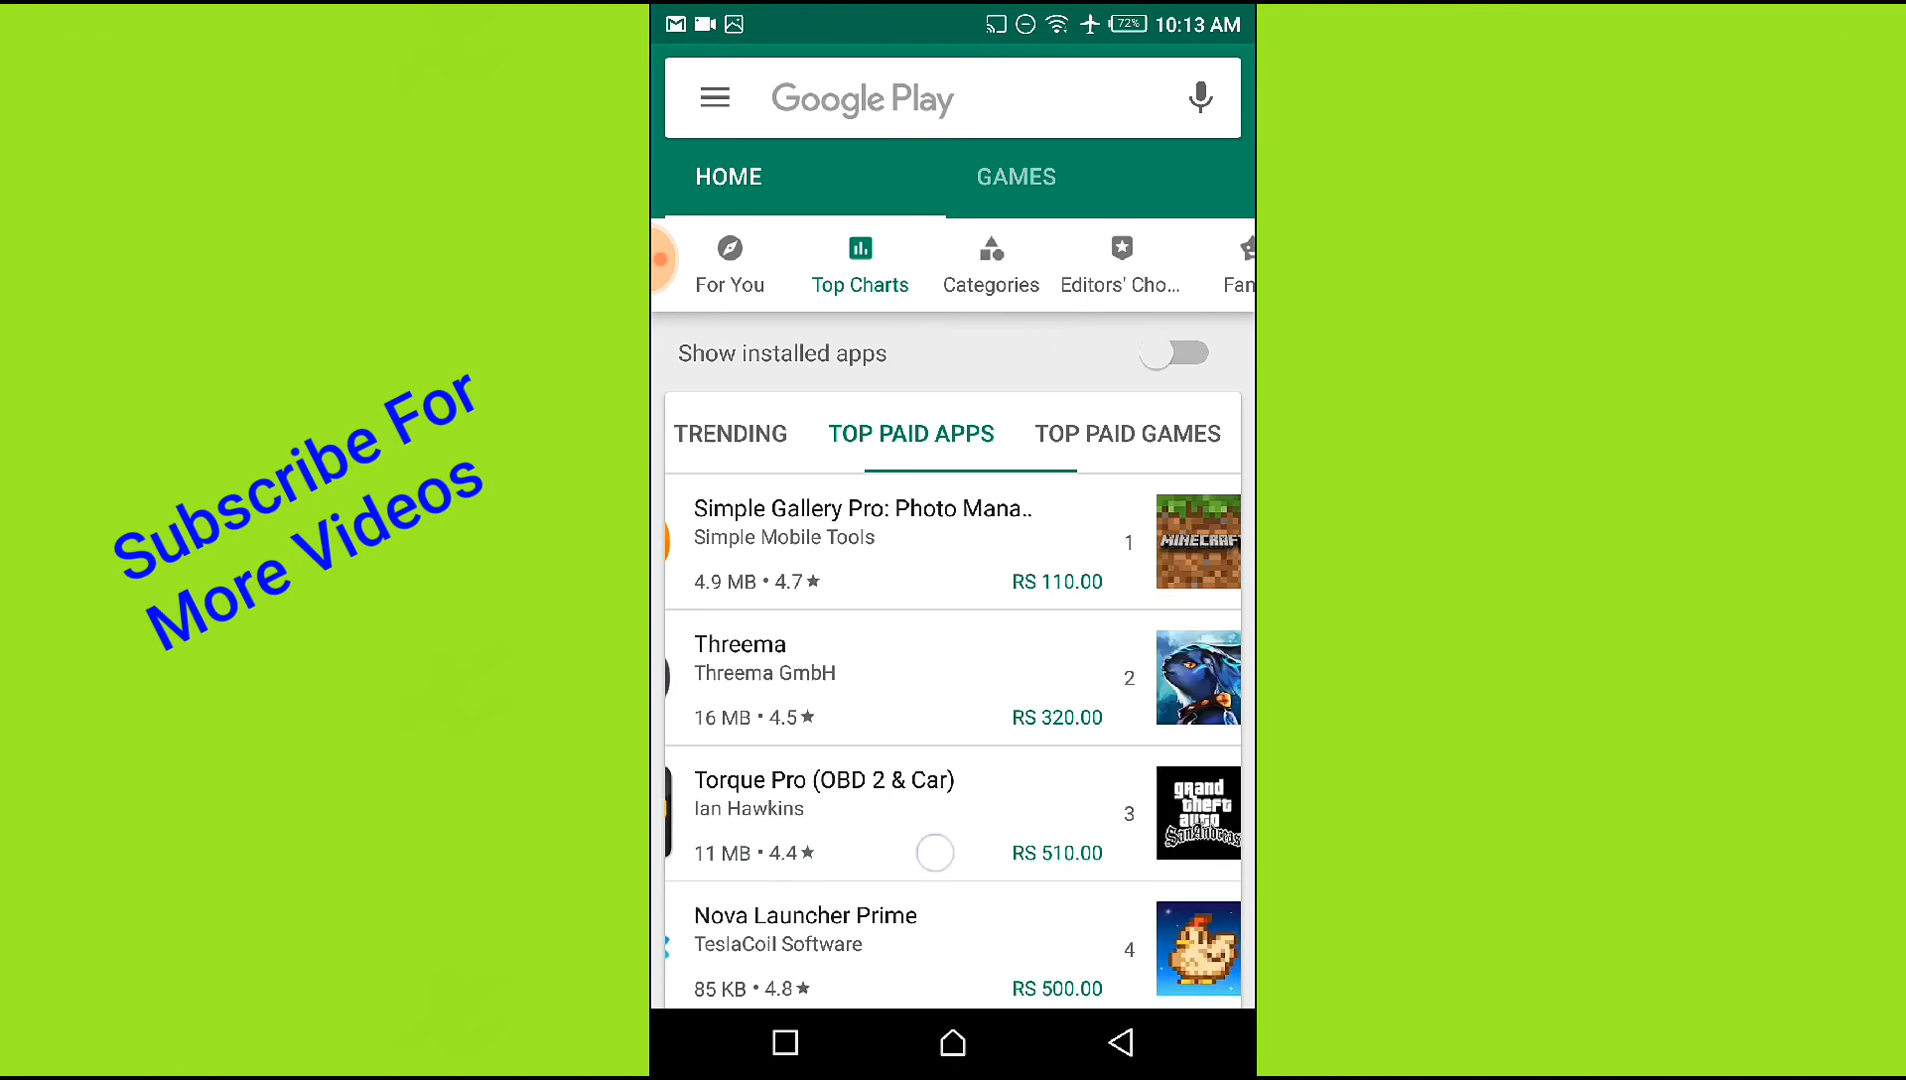 72% 10:13 AM
Google Play
HOME GAMES
For You Top Charts Categories Editors' Cho... Fan
Show installed apps
TRENDING TOP PAID APPS TOP PAID GAMES
Simple Gallery Pro: Photo Mana..
Simple Mobile Tools
4.9 MB • 4.7★ RS 110.00
1
MINECRAF
Threema
Threema GmbH
16 MB • 4.5★ RS 320.00
2
Torque Pro (OBD 2 & Car)
Ian Hawkins
11 MB • 4.4★ RS 510.00
3
grand
theft
auto
SanAndreas
Nova Launcher Prime
TeslaCoil Software
85 KB • 4.8★ RS 500.00
4
Subscribe For
More Videos